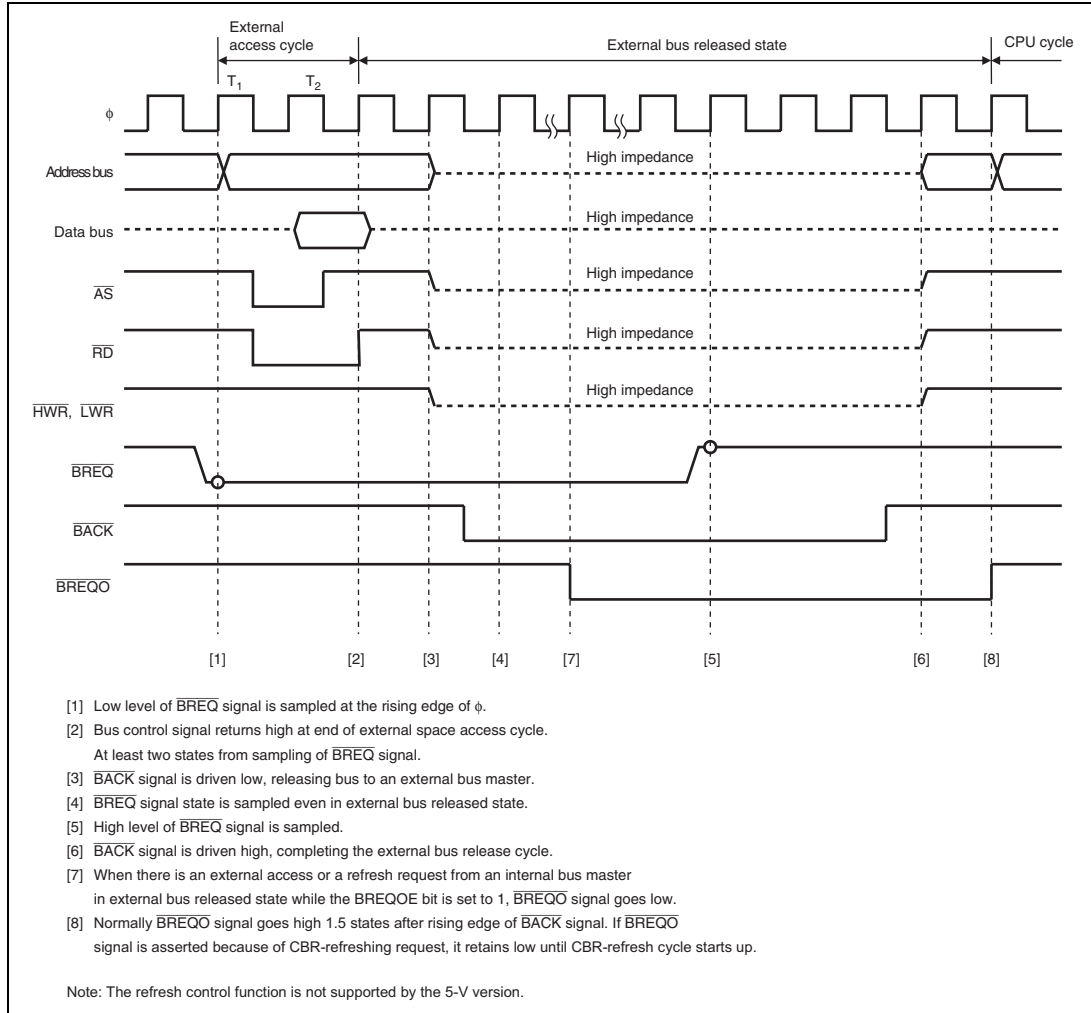 External
access cycle
External bus released state
CPU cycle
T1
T2
φ
Address bus
High impedance
Data bus
High impedance
AS
High impedance
RD
High impedance
HWR, LWR
High impedance
BREQ
BACK
BREQO
[1] [2] [3] [4] [7] [5] [6] [8]
[1] Low level of BREQ signal is sampled at the rising edge of φ.
[2] Bus control signal returns high at end of external space access cycle.
At least two states from sampling of BREQ signal.
[3] BACK signal is driven low, releasing bus to an external bus master.
[4] BREQ signal state is sampled even in external bus released state.
[5] High level of BREQ signal is sampled.
[6] BACK signal is driven high, completing the external bus release cycle.
[7] When there is an external access or a refresh request from an internal bus master
in external bus released state while the BREQOE bit is set to 1, BREQO signal goes low.
[8] Normally BREQO signal goes high 1.5 states after rising edge of BACK signal. If BREQO
signal is asserted because of CBR-refreshing request, it retains low until CBR-refresh cycle starts up.
Note: The refresh control function is not supported by the 5-V version.